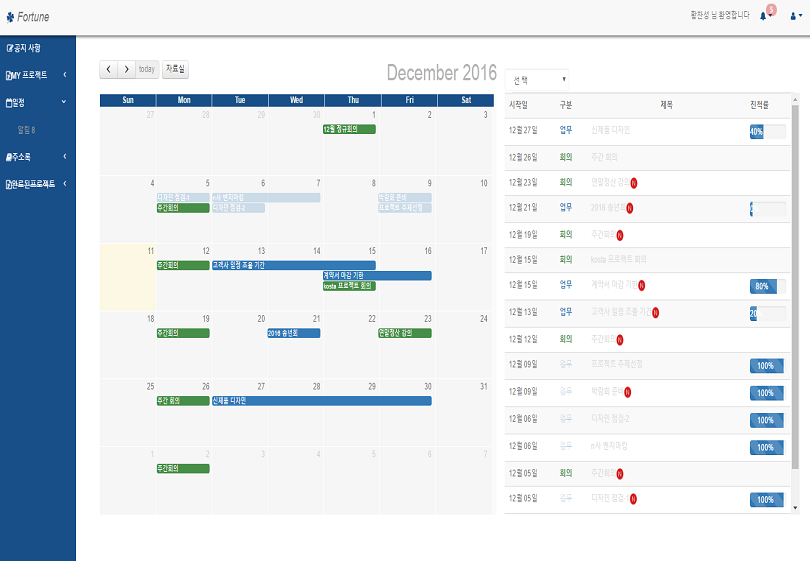 Fortune
황찬성 님 환영합니다
5
공지 사항
MY 프로젝트
일정
알림 8
주소록
완료된프로젝트
today
자료실
December 2016
Sun Mon Tue Wed Thu Fri Sat
27 28 29 30 1 2 3
12월 정규회의
4 5 6 7 8 9 10
디자인 점검-1 n사 벤치마킹 박람회 준비
주간회의 디자인 점검-2 프로젝트 주제선정
11 12 13 14 15 16 17
주간회의 고객사 일정 조율 기간
계약서 마감 기한
kosta 프로젝트 회의
18 19 20 21 22 23 24
주간회의 2016 송년회 연말정산 강의
25 26 27 28 29 30 31
주간 회의 신제품 디자인
1 2 3 4 5 6 7
주간회의
선 택
시작일 구분 제목 진척률
12월 27일 업무 신제품 디자인 40%
12월 26일 회의 주간 회의
12월 23일 회의 연말정산 강의 N
12월 21일 업무 2016 송년회 N
12월 19일 회의 주간회의 N
12월 15일 회의 kosta 프로젝트 회의
12월 15일 업무 계약서 마감 기한 N 80%
12월 13일 업무 고객사 일정 조율 기간 N 20
12월 12일 회의 주간회의 N
12월 09일 업무 프로젝트 주제선정 100%
12월 09일 업무 박람회 준비 N 100%
12월 06일 업무 디자인 점검-2 100%
12월 06일 업무 n사 벤치마킹 100%
12월 05일 회의 주간회의 N
12월 05일 업무 디자인 점검-1 N 100%